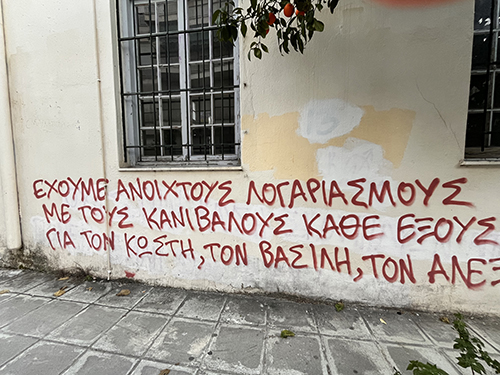 ΕΧΟΥΜΕ ΑΝΟΙΧΤΟΥΣ ΛΟΓΑΡΙΑΣΜΟΥΣ
ΜΕ ΤΟΥΣ ΚΑΝΙΒΑΛΟΥΣ ΚΑΘΕ ΕΞΟΥΣ
ΓΙΑ ΤΟΝ ΚΩΣΤΗ, ΤΟΝ ΒΑΣΙΛΗ, ΤΟΝ ΑΛΕΞ